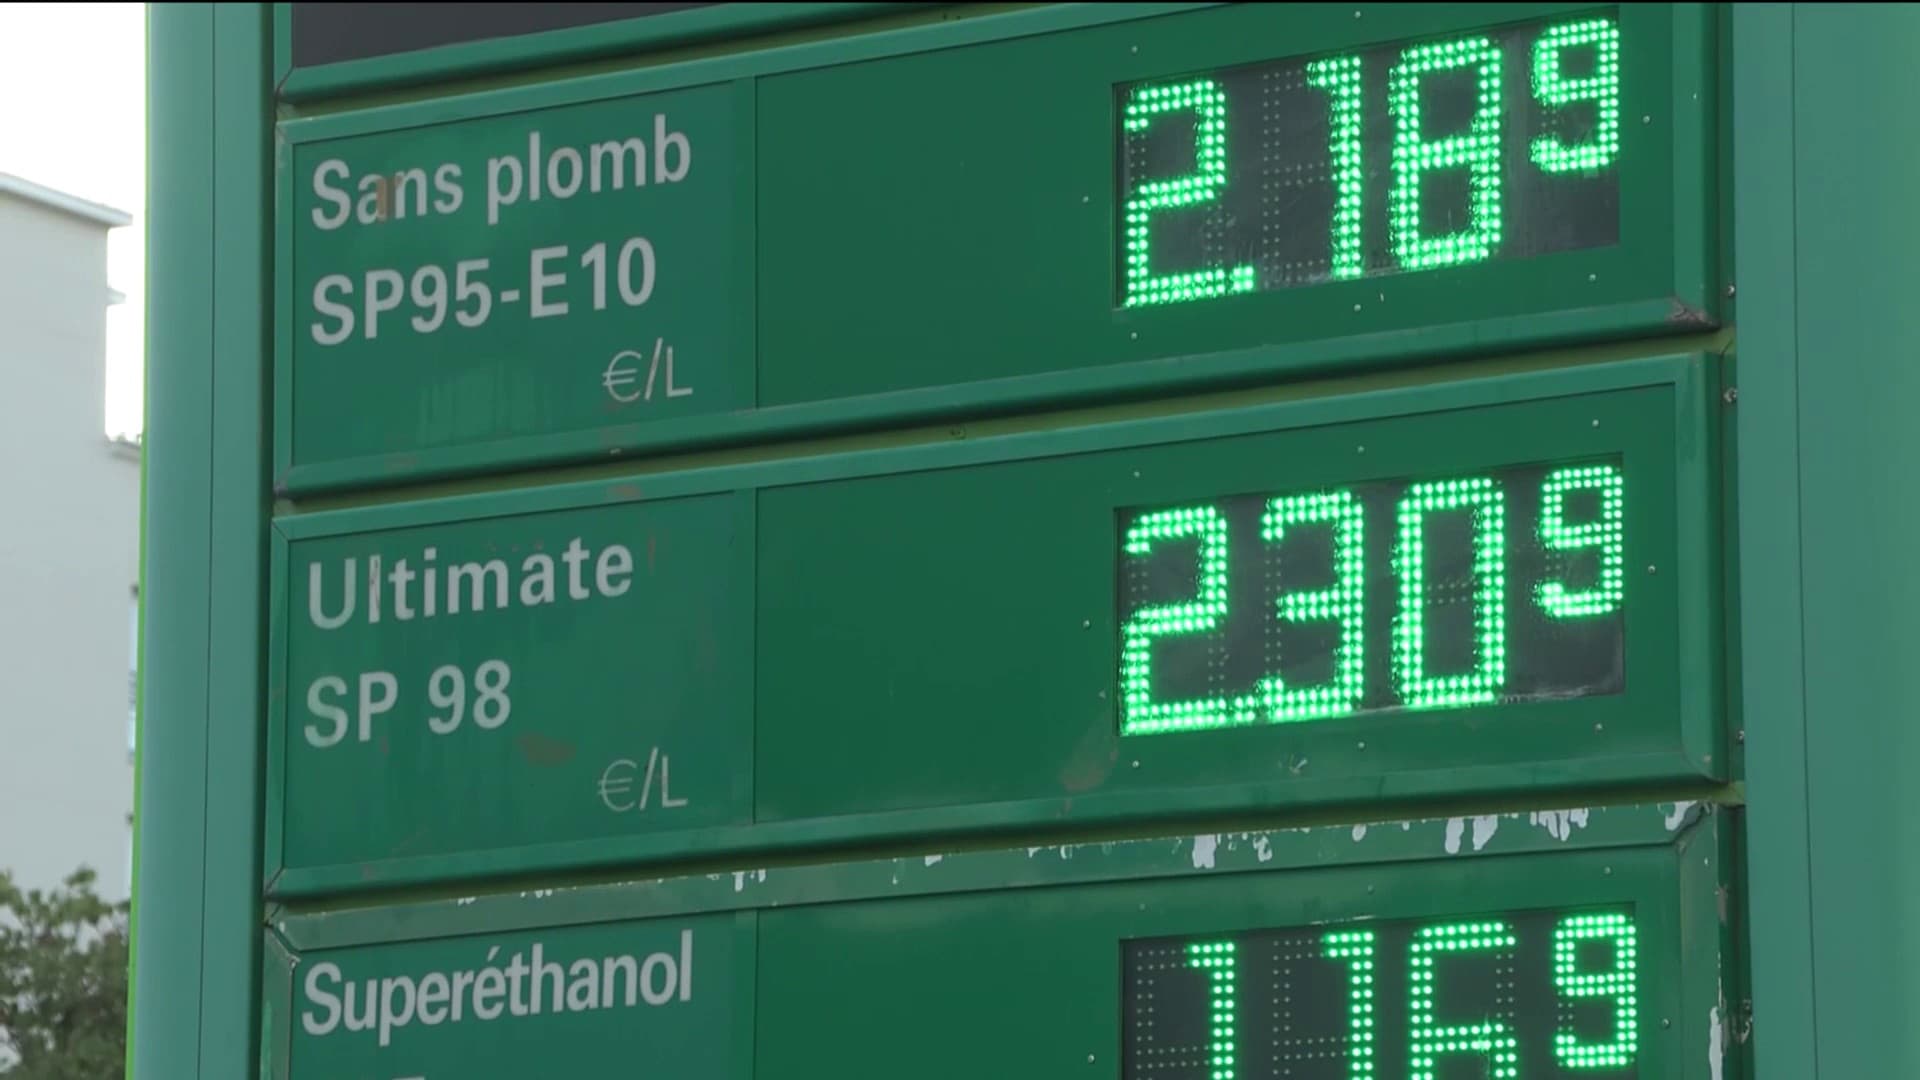 Sans plomb
SP95-E10
€/L
2.189
Ultimate
SP 98
€/L
2.309
Superéthanol
1.169